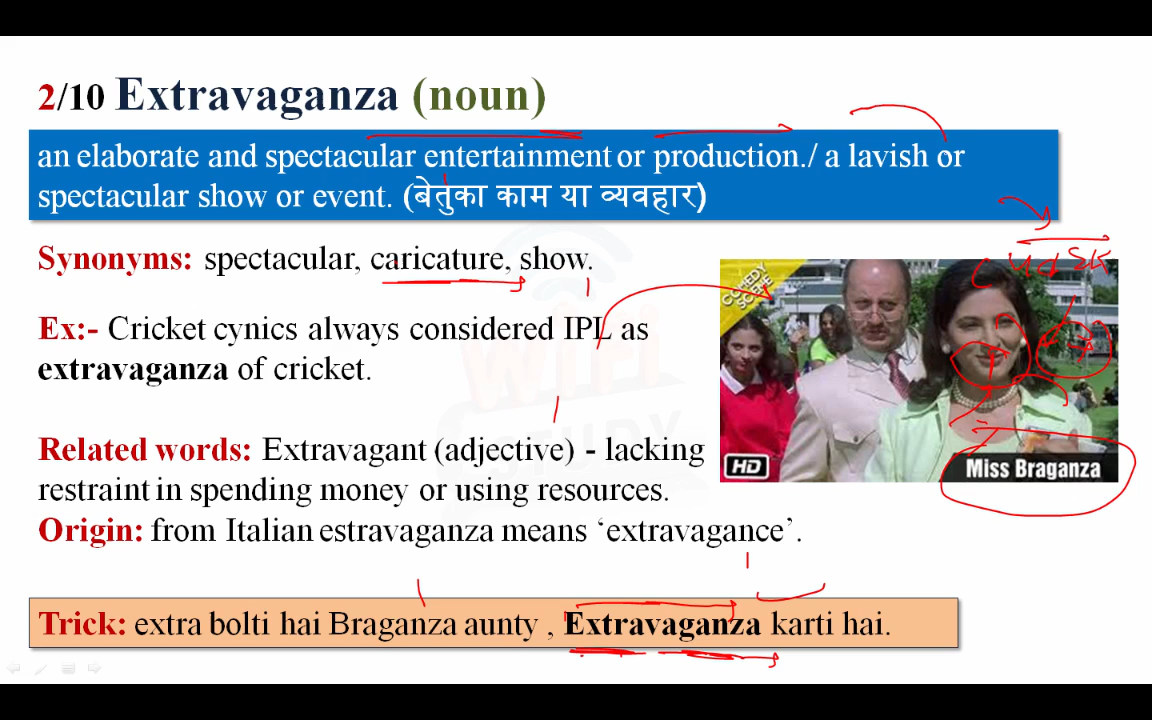 2/10 Extravaganza (noun)
an elaborate and spectacular entertainment or production./ a lavish or
spectacular show or event. (बेतुका काम या व्यवहार)
Synonyms: spectacular, caricature, show.
Ex:- Cricket cynics always considered IPL as
extravaganza of cricket.
COMEDY
SCENE
HD
Miss Braganza
WiFi
STUDY
Related words: Extravagant (adjective) - lacking
restraint in spending money or using resources.
Origin: from Italian estravaganza means ‘extravagance’.
Trick: extra bolti hai Braganza aunty , Extravaganza karti hai.